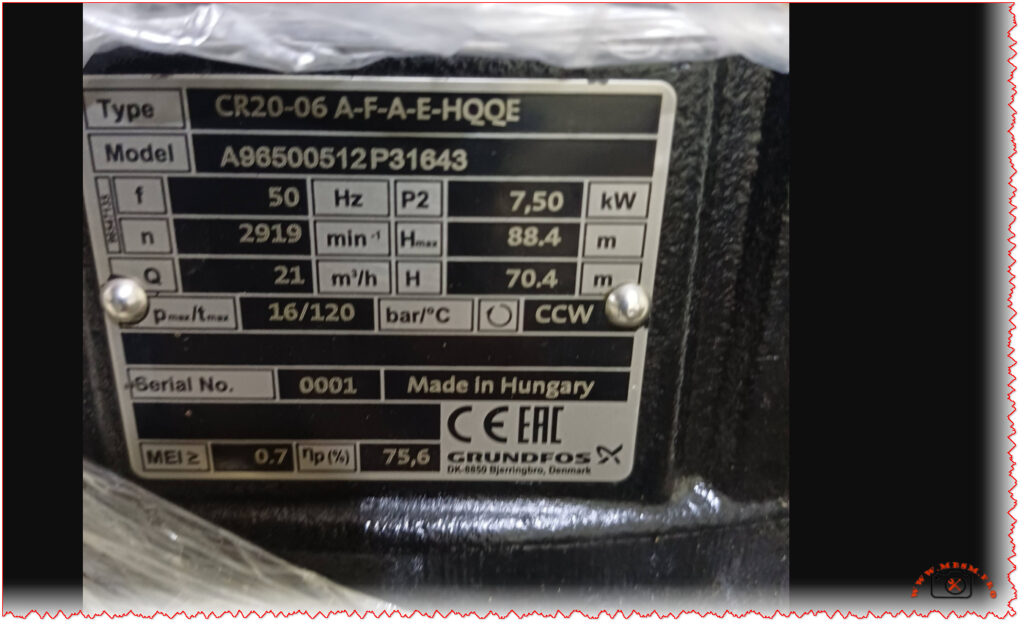 Type CR20-06 A-F-A-E-HQQE
Model A96500512P31643
f 50 Hz P2 7,50 kW
n 2919 min⁻¹ Hmax 88.4 m
Q 21 m³/h H 70.4 m
pmax/tmax 16/120 bar/°C CCW
Serial No. 0001 Made in Hungary
CE EAC
MEI ≥ 0.7 ηp(%) 75,6 GRUNDFOS
DK-8850 Bjerringbro, Denmark